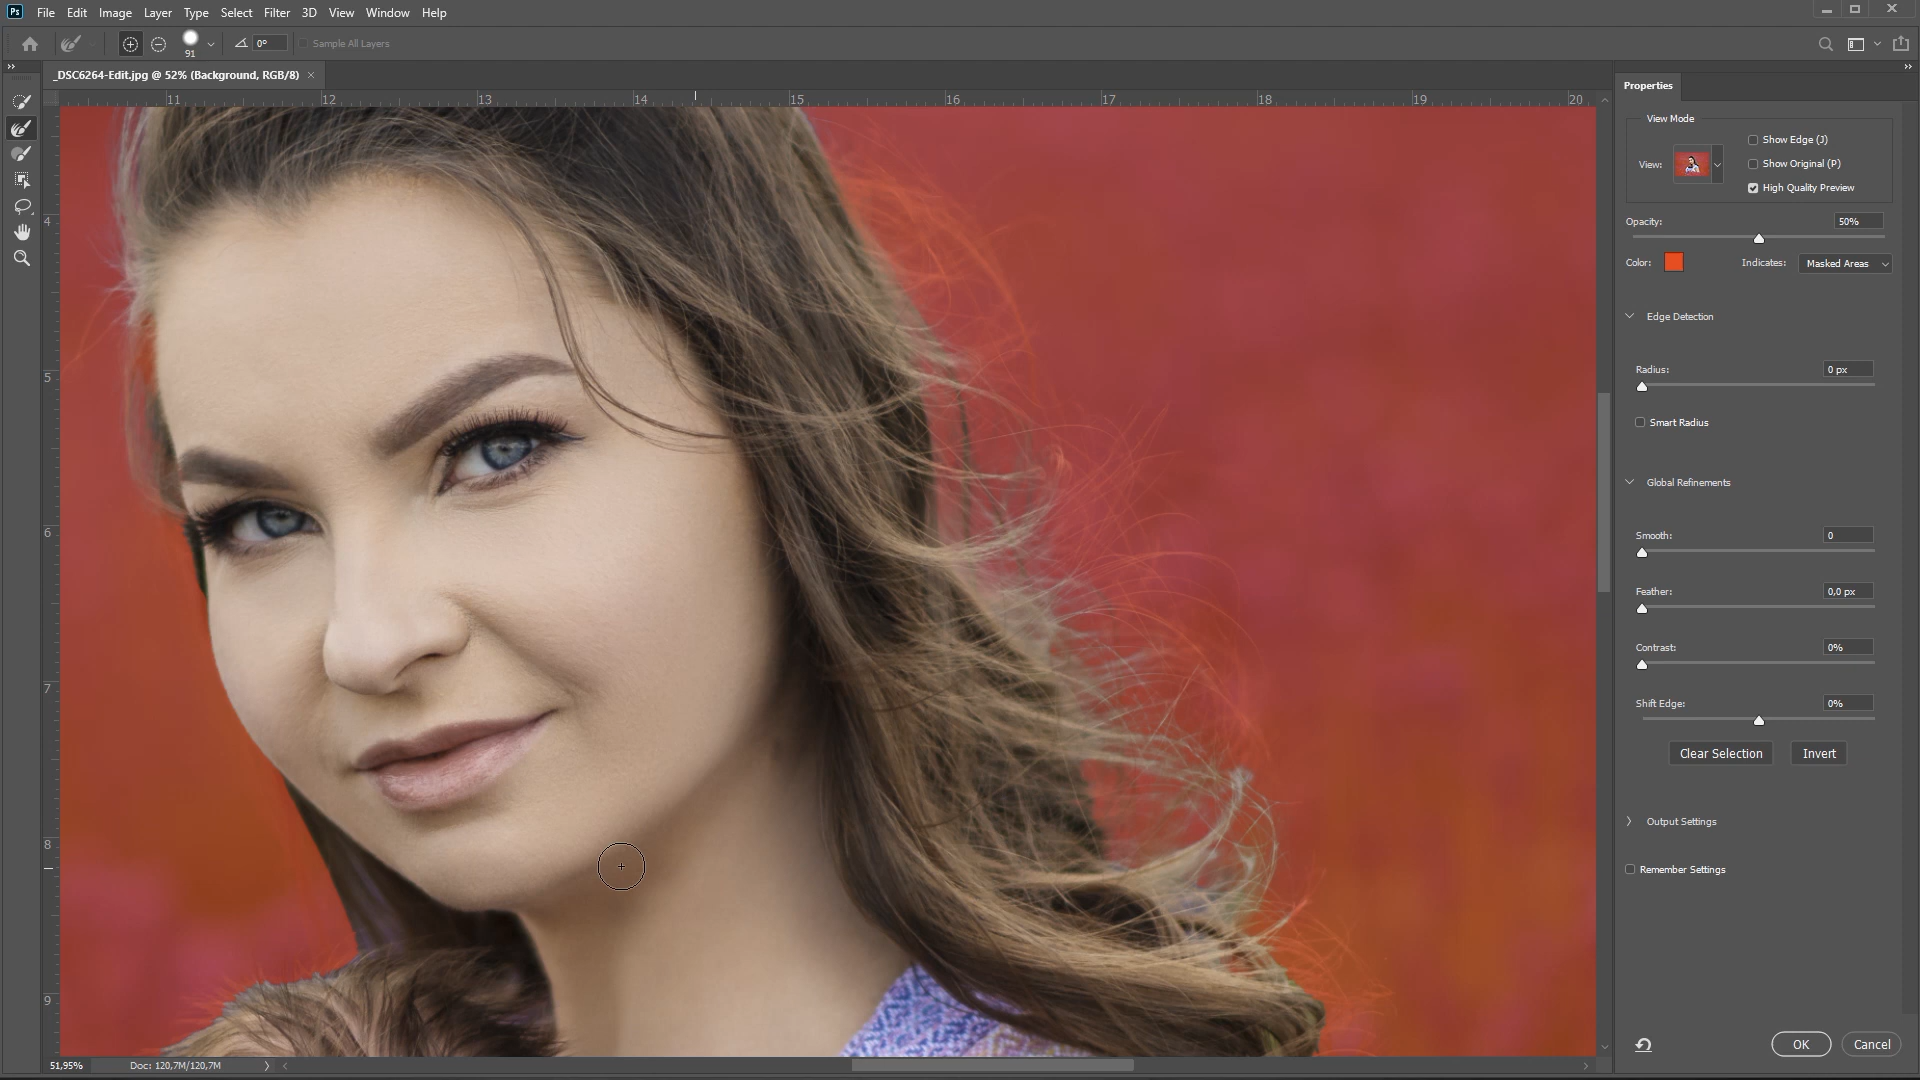 Ps File Edit Image Layer Type Select Filter 3D View Window Help
91 0° Sample All Layers
_DSC6264-Edit.jpg @ 52% (Background, RGB/8) ×
11 12 13 14 15 16 17 18 19 20
4
5
6
7
8
9
51,95% Doc: 120,7M/120,7M
Properties
View Mode
View:
Show Edge (J)
Show Original (P)
High Quality Preview
Opacity: 50%
Color: Indicates: Masked Areas
Edge Detection
Radius: 0 px
Smart Radius
Global Refinements
Smooth: 0
Feather: 0,0 px
Contrast: 0%
Shift Edge: 0%
Clear Selection Invert
Output Settings
Remember Settings
OK Cancel